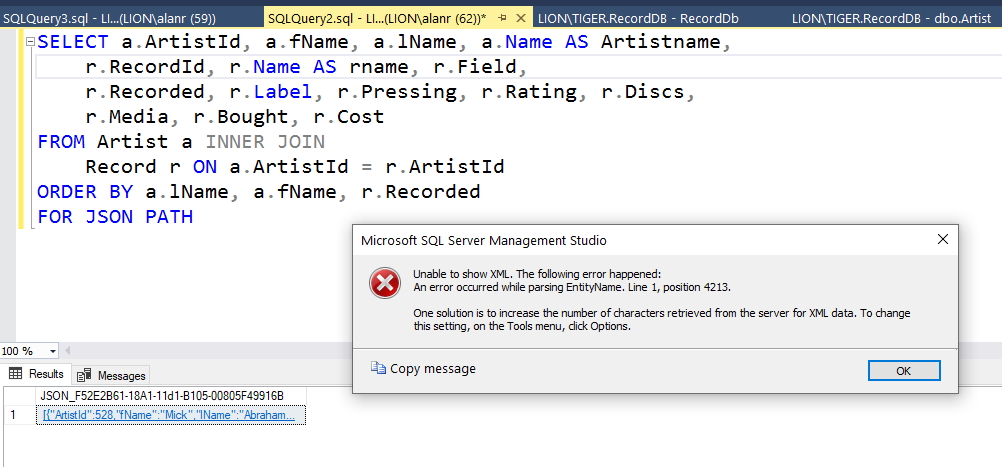 SQLQuery3.sql - LI...(LION\alanr (59))
SQLQuery2.sql - LI...(LION\alanr (62))*
LION\TIGER.RecordDB - RecordDb
LION\TIGER.RecordDB - dbo.Artist
SELECT a.ArtistId, a.fName, a.lName, a.Name AS Artistname,
r.RecordId, r.Name AS rname, r.Field,
r.Recorded, r.Label, r.Pressing, r.Rating, r.Discs,
r.Media, r.Bought, r.Cost
FROM Artist a INNER JOIN
Record r ON a.ArtistId = r.ArtistId
ORDER BY a.lName, a.fName, r.Recorded
FOR JSON PATH
Microsoft SQL Server Management Studio
Unable to show XML. The following error happened:
An error occurred while parsing EntityName. Line 1, position 4213.
One solution is to increase the number of characters retrieved from the server for XML data. To change
this setting, on the Tools menu, click Options.
Copy message
OK
100 %
Results
Messages
JSON_F52E2B61-18A1-11d1-B105-00805F49916B
1
[{"ArtistId":528,"fName":"Mick","lName":"Abraham...